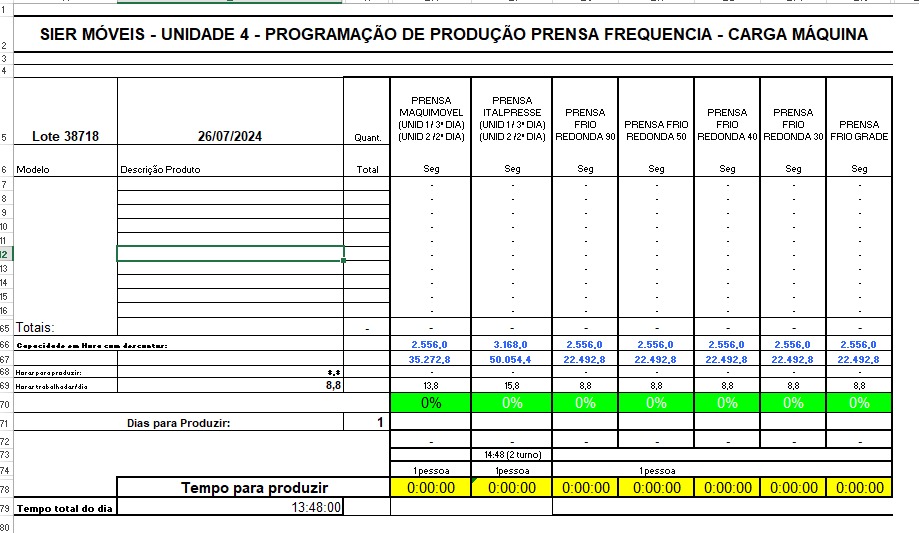 1
2 SIER MÓVEIS - UNIDADE 4 - PROGRAMAÇÃO DE PRODUÇÃO PRENSA FREQUENCIA - CARGA MÁQUINA
3
4
5 Lote 38718 26/07/2024 Quant. PRENSA MAQUIMOVEL (UNID 1 / 3ª DIA) (UNID 2 /2ª DIA) PRENSA ITALPRESSE (UNID 1 / 3ª DIA) (UNID 2 /2ª DIA) PRENSA FRIO REDONDA 90 PRENSA FRIO REDONDA 50 PRENSA FRIO REDONDA 40 PRENSA FRIO REDONDA 30 PRENSA FRIO GRADE
6 Modelo Descrição Produto Total Seg Seg Seg Seg Seg Seg Seg
7 - - - - - - -
8 - - - - - - -
9 - - - - - - -
10 - - - - - - -
11 - - - - - - -
12 - - - - - - -
13 - - - - - - -
14 - - - - - - -
15 - - - - - - -
16 - - - - - - -
65 Totais: - - - - - - - -
66 Capacidade em Hora com descontar: 2.556,0 3.168,0 2.556,0 2.556,0 2.556,0 2.556,0 2.556,0
67 35.272,8 50.054,4 22.492,8 22.492,8 22.492,8 22.492,8 22.492,8
68 Horas para produzir: - - - - - - -
69 Horas trabalhadas/dia 8,8 13,8 15,8 8,8 8,8 8,8 8,8 8,8
70 0% 0% 0% 0% 0% 0% 0%
71 Dias para Produzir: 1
72 - - - - - - -
73 14:48 (2 turno)
74 1 pessoa 1pessoa 1 pessoa
78 Tempo para produzir 0:00:00 0:00:00 0:00:00 0:00:00 0:00:00 0:00:00 0:00:00
79 Tempo total do dia 13:48:00
80